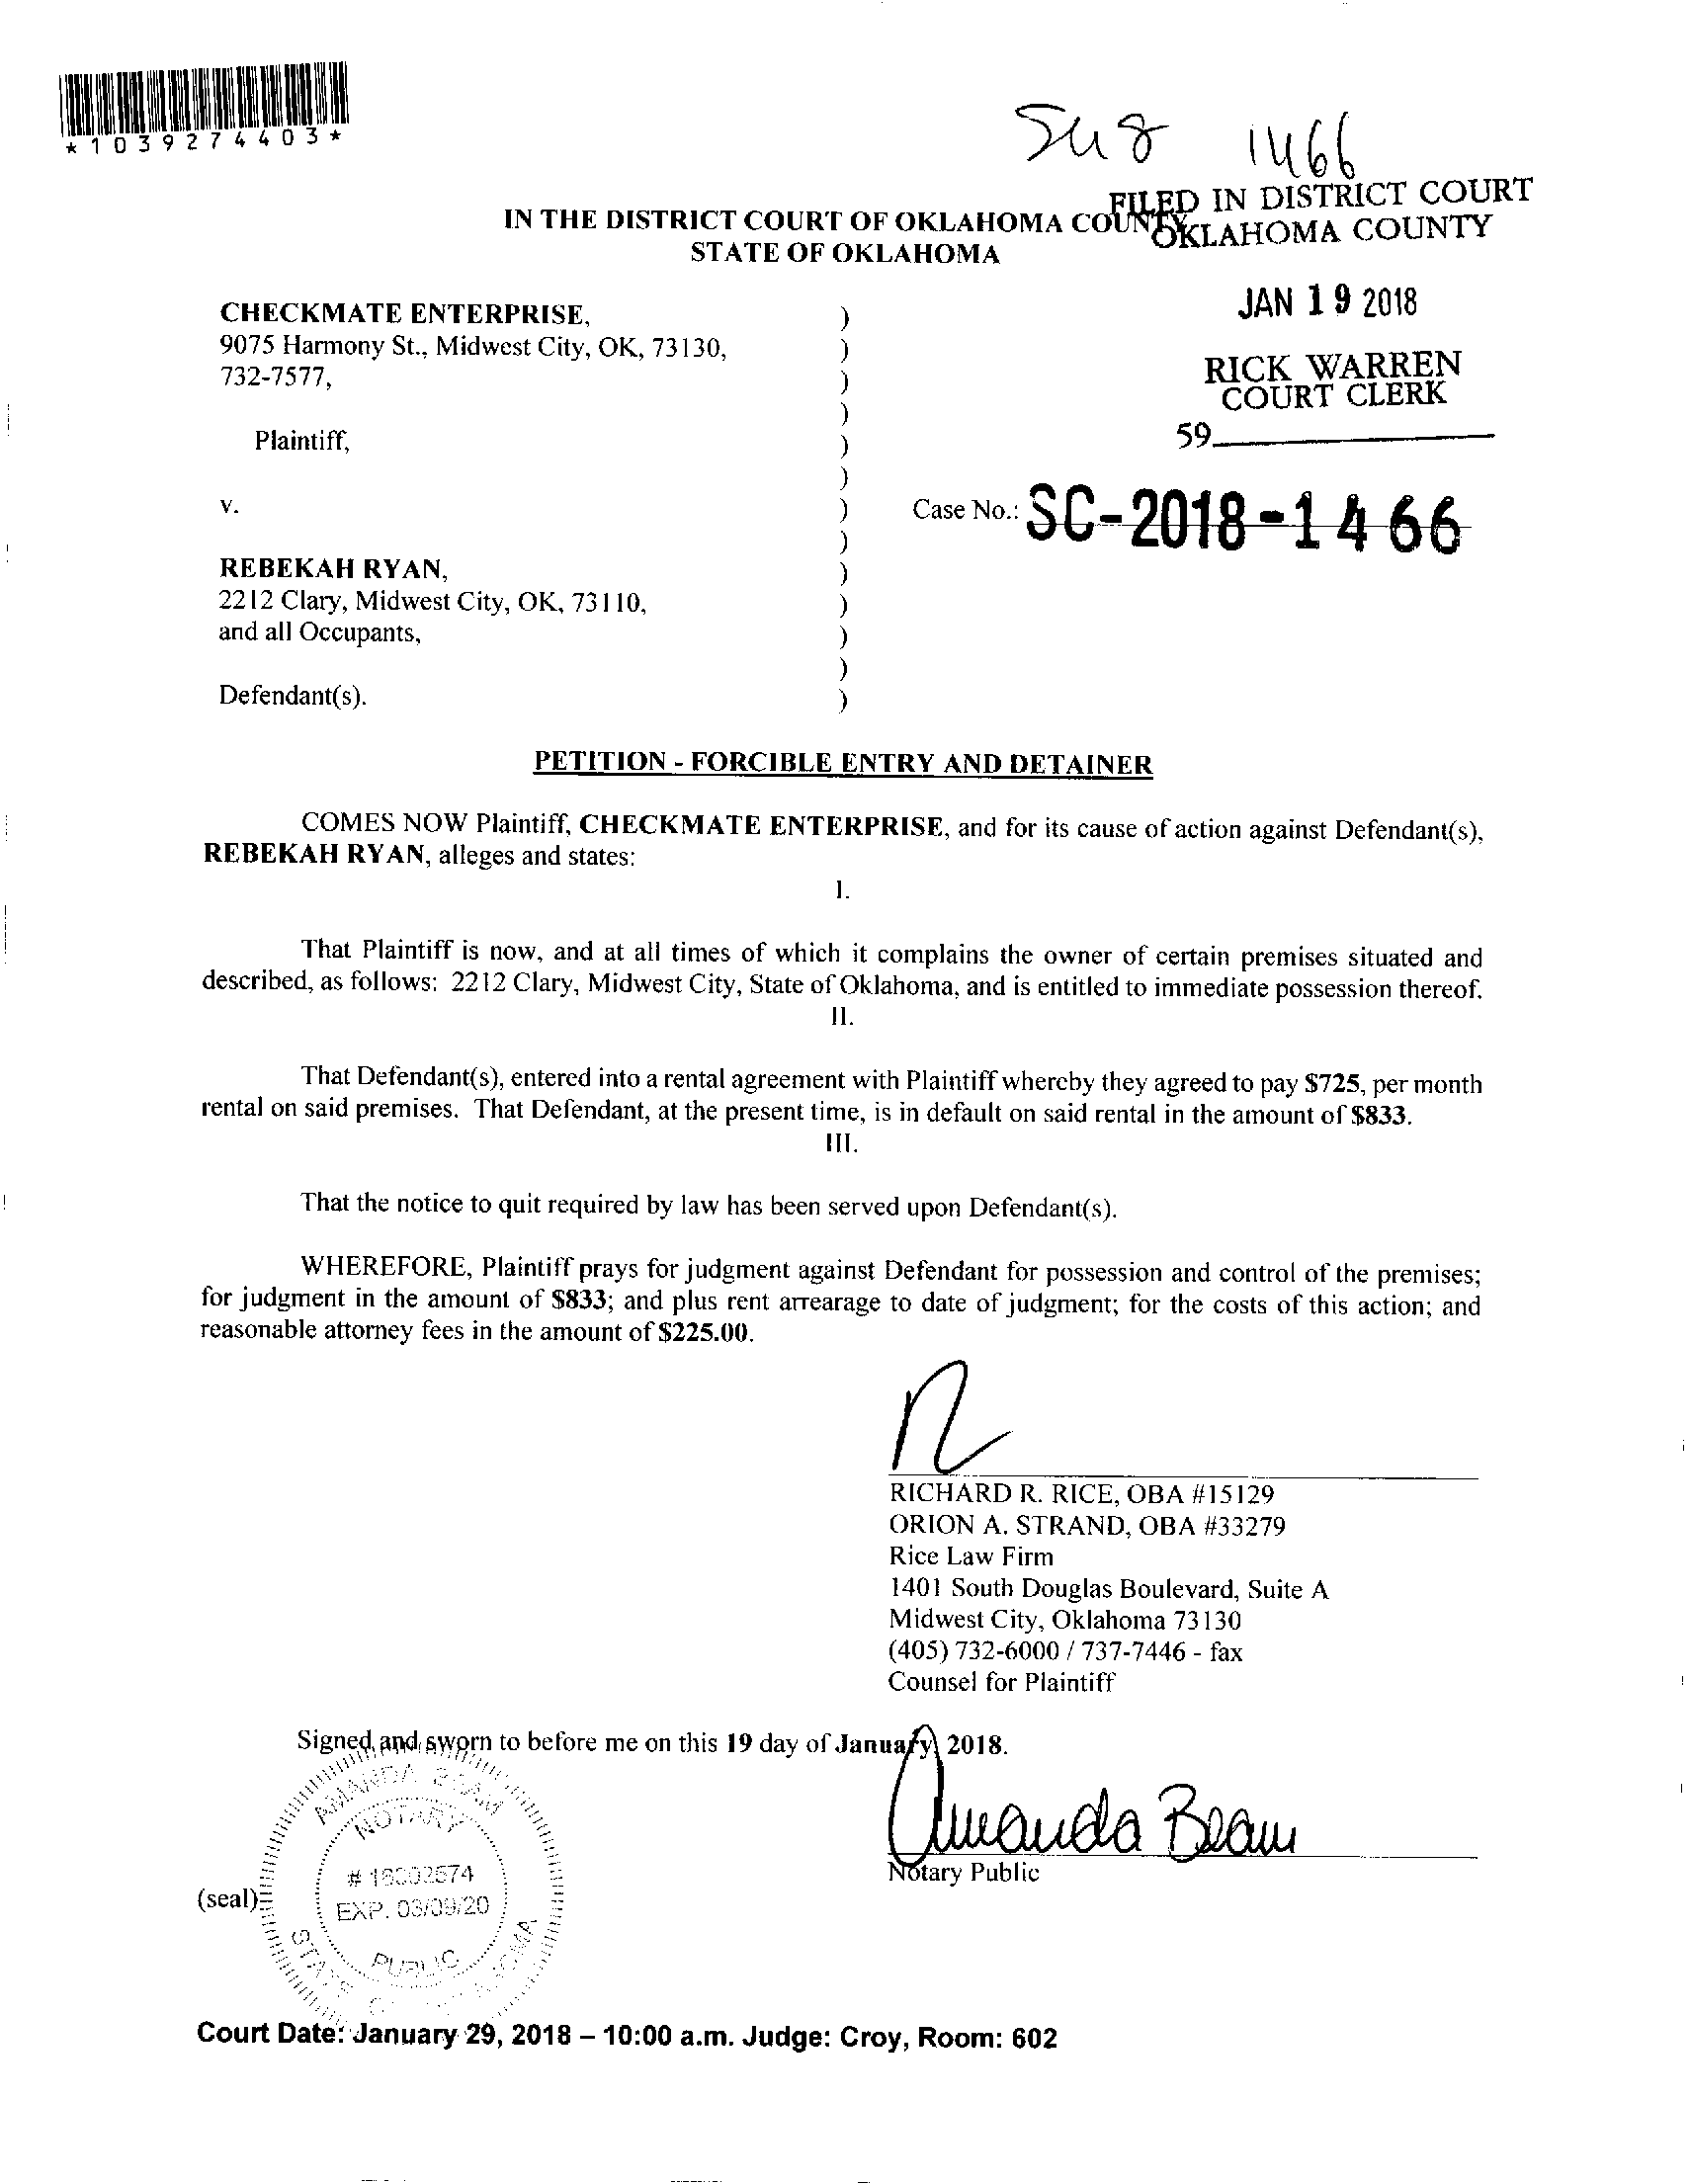 *1039274403*
1466
FILED IN DISTRICT COURT
OKLAHOMA COUNTY
IN THE DISTRICT COURT OF OKLAHOMA COUNTY
STATE OF OKLAHOMA
JAN 19 2018
RICK WARREN
COURT CLERK
59
CHECKMATE ENTERPRISE, )
9075 Harmony St., Midwest City, OK, 73130, )
732-7577, )
)
Plaintiff, )
)
v. ) Case No.: SC-2018-1466
)
REBEKAH RYAN, )
2212 Clary, Midwest City, OK, 73110, )
and all Occupants, )
)
Defendant(s). )
PETITION - FORCIBLE ENTRY AND DETAINER
COMES NOW Plaintiff, CHECKMATE ENTERPRISE, and for its cause of action against Defendant(s),
REBEKAH RYAN, alleges and states:
I.
That Plaintiff is now, and at all times of which it complains the owner of certain premises situated and
described, as follows: 2212 Clary, Midwest City, State of Oklahoma, and is entitled to immediate possession thereof.
II.
That Defendant(s), entered into a rental agreement with Plaintiff whereby they agreed to pay $725, per month
rental on said premises. That Defendant, at the present time, is in default on said rental in the amount of $833.
III.
That the notice to quit required by law has been served upon Defendant(s).
WHEREFORE, Plaintiff prays for judgment against Defendant for possession and control of the premises;
for judgment in the amount of $833; and plus rent arrearage to date of judgment; for the costs of this action; and
reasonable attorney fees in the amount of $225.00.
RICHARD R. RICE, OBA #15129
ORION A. STRAND, OBA #33279
Rice Law Firm
1401 South Douglas Boulevard, Suite A
Midwest City, Oklahoma 73130
(405) 732-6000 / 737-7446 - fax
Counsel for Plaintiff
Signed and sworn to before me on this 19 day of January 2018.
AMANDA BEAM
NOTARY
Amanda Beam
Notary Public
EXP. 03/09/20
(seal)
PUBLIC
STATE
Court Date: January 29, 2018 – 10:00 a.m. Judge: Croy, Room: 602